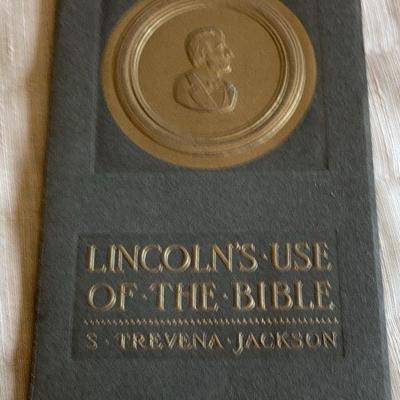 LINCOLN'S·USE
OF·THE·BIBLE
S·TREVENA·JACKSON